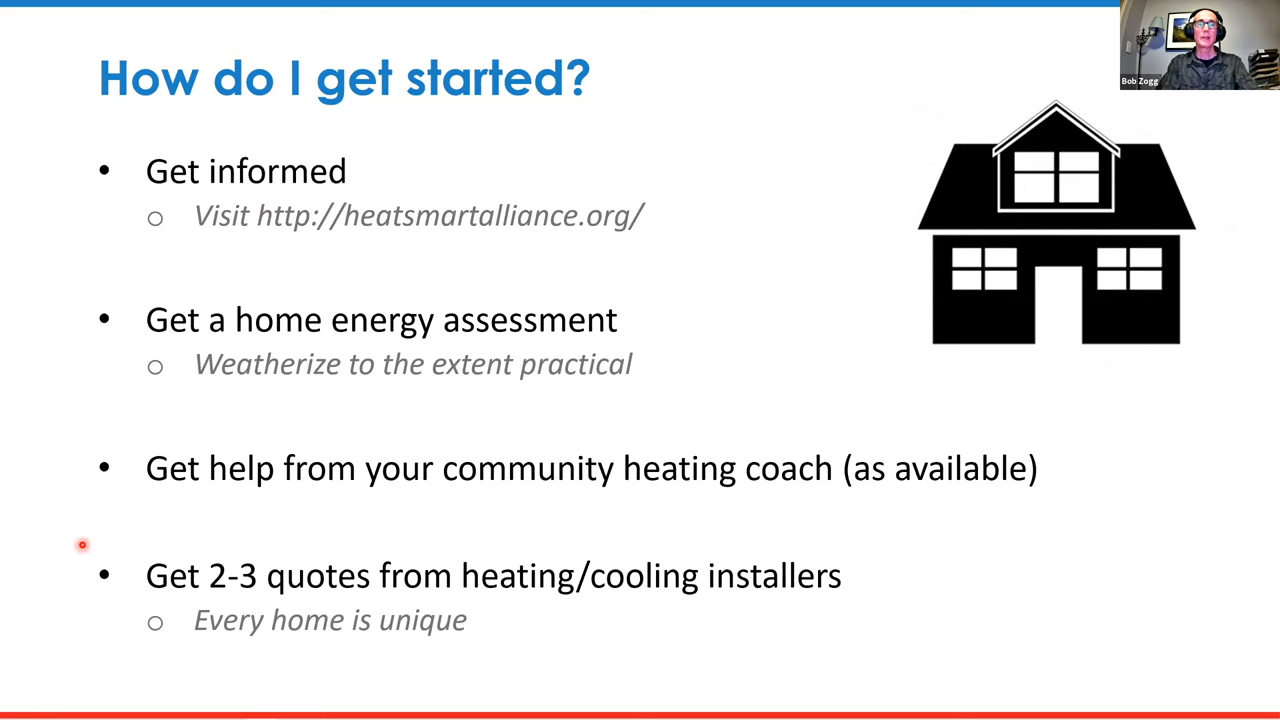 Bob Zogg
How do I get started?
• Get informed
o Visit http://heatsmartalliance.org/
• Get a home energy assessment
o Weatherize to the extent practical
• Get help from your community heating coach (as available)
• Get 2-3 quotes from heating/cooling installers
o Every home is unique